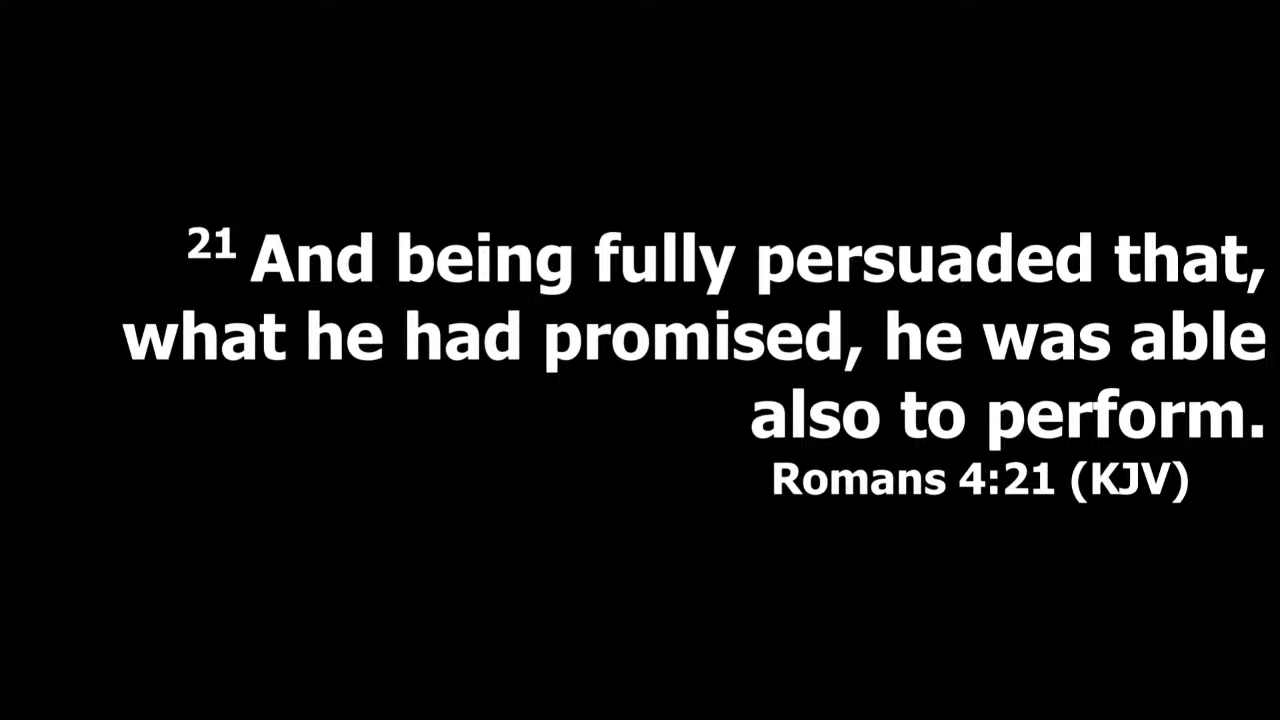 21 And being fully persuaded that,
what he had promised, he was able
also to perform.
Romans 4:21 (KJV)